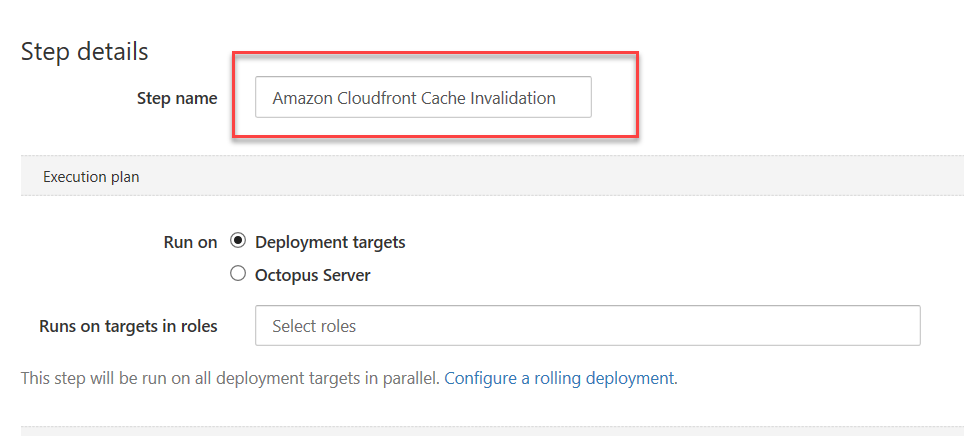 Step details
Step name Amazon Cloudfront Cache Invalidation
Execution plan
Run on Deployment targets
Octopus Server
Runs on targets in roles Select roles
This step will be run on all deployment targets in parallel. Configure a rolling deployment.